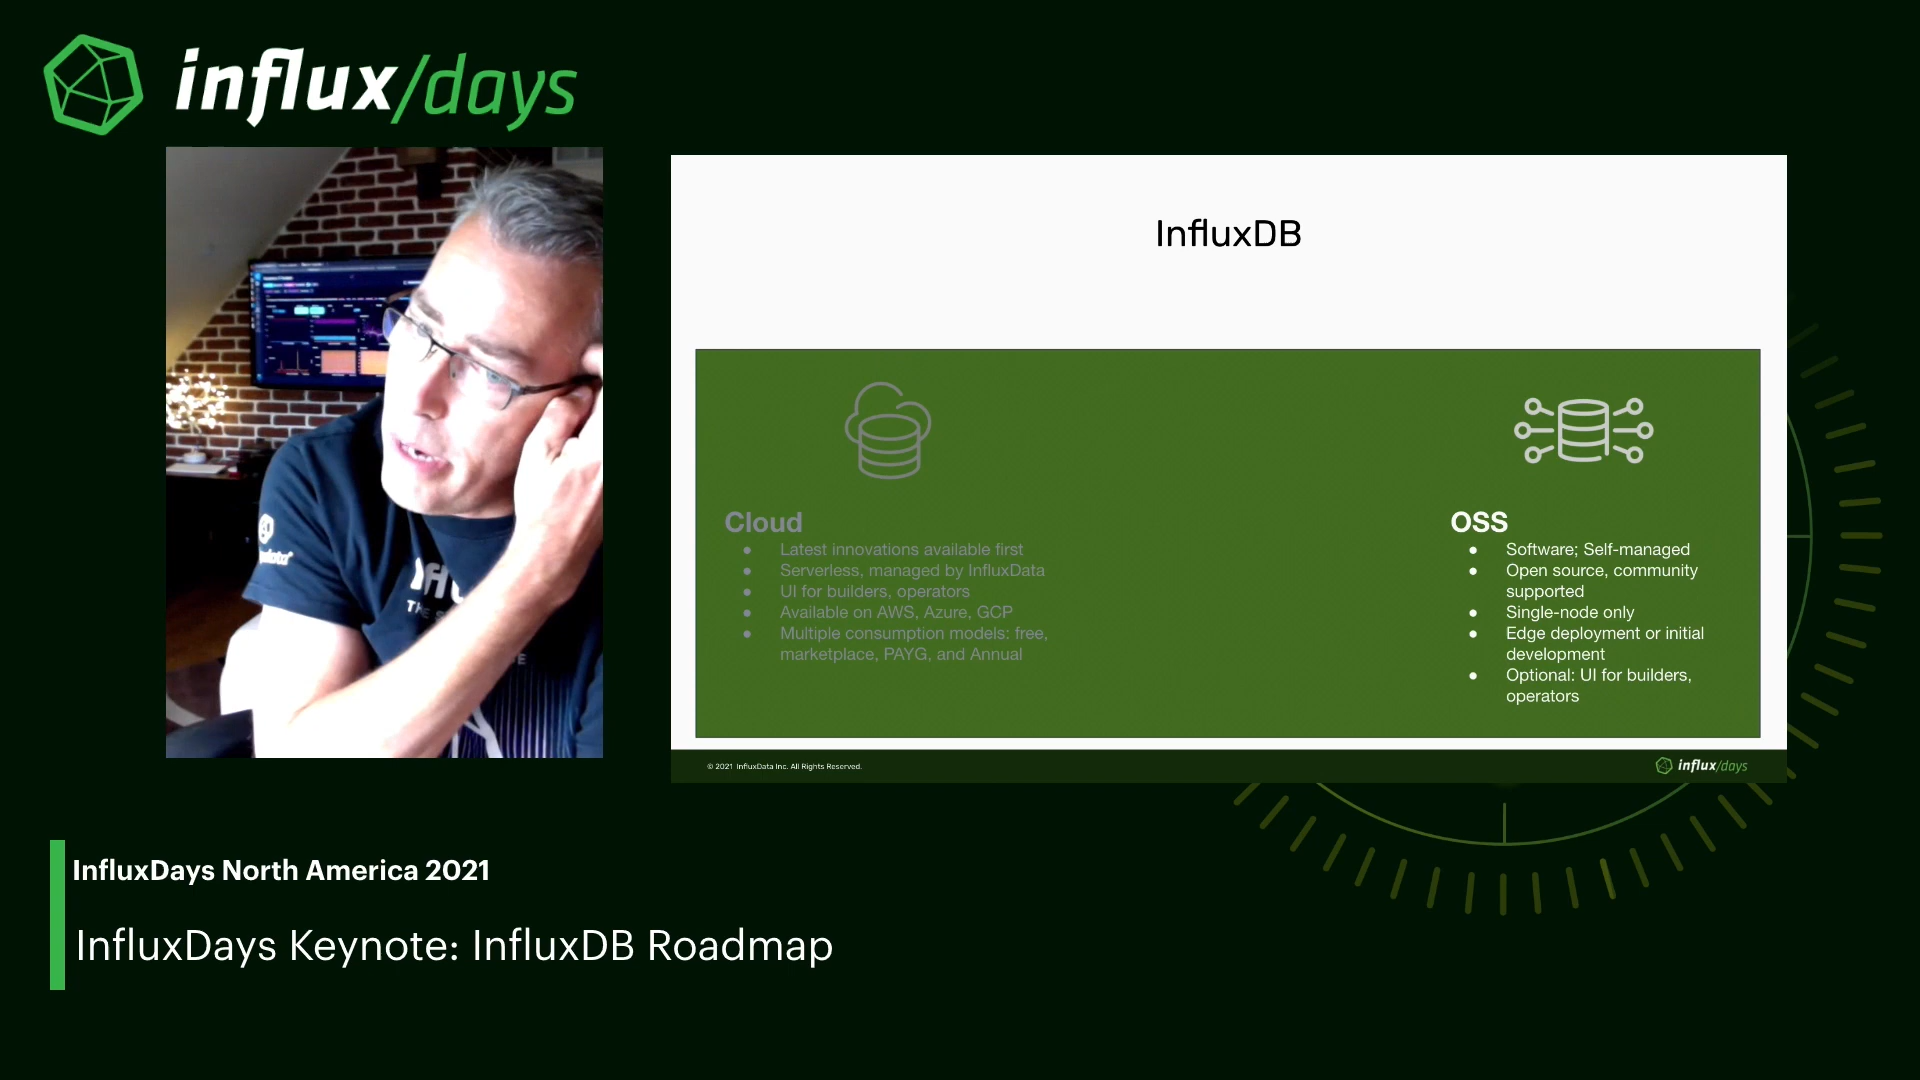 influx/days
InfluxDB
Cloud
● Latest innovations available first
● Serverless, managed by InfluxData
● UI for builders, operators
● Available on AWS, Azure, GCP
● Multiple consumption models: free,
marketplace, PAYG, and Annual
OSS
● Software; Self-managed
● Open source, community
supported
● Single-node only
● Edge deployment or initial
development
● Optional: UI for builders,
operators
© 2021 InfluxData Inc. All Rights Reserved.
influx/days
InfluxDays North America 2021
InfluxDays Keynote: InfluxDB Roadmap